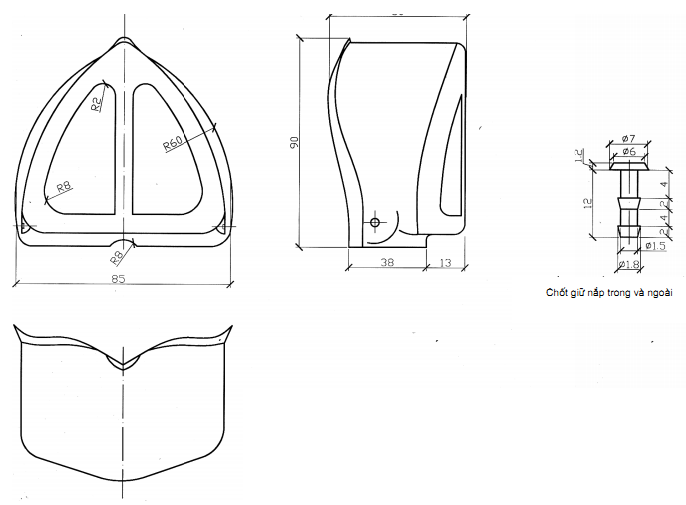 R2
R60
R8
R8
85
90
38
13
ø7
ø6
1.2
12
4
2
4
2
ø1.5
ø1.8
Chốt giữ nắp trong và ngoài